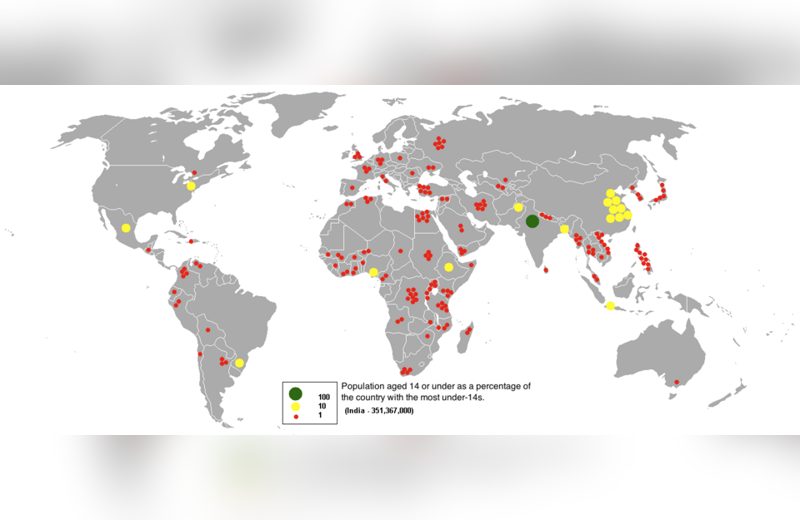 100
10
1
Population aged 14 or under as a percentage of
the country with the most under-14s.
(India - 351,367,000)